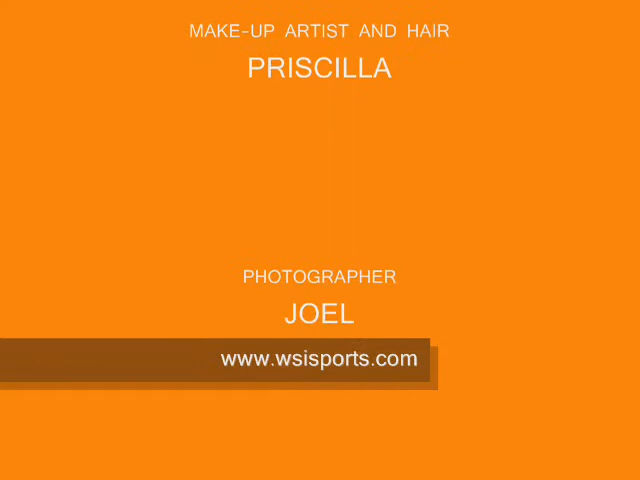 MAKE-UP ARTIST AND HAIR
PRISCILLA
PHOTOGRAPHER
JOEL
www.wsisports.com